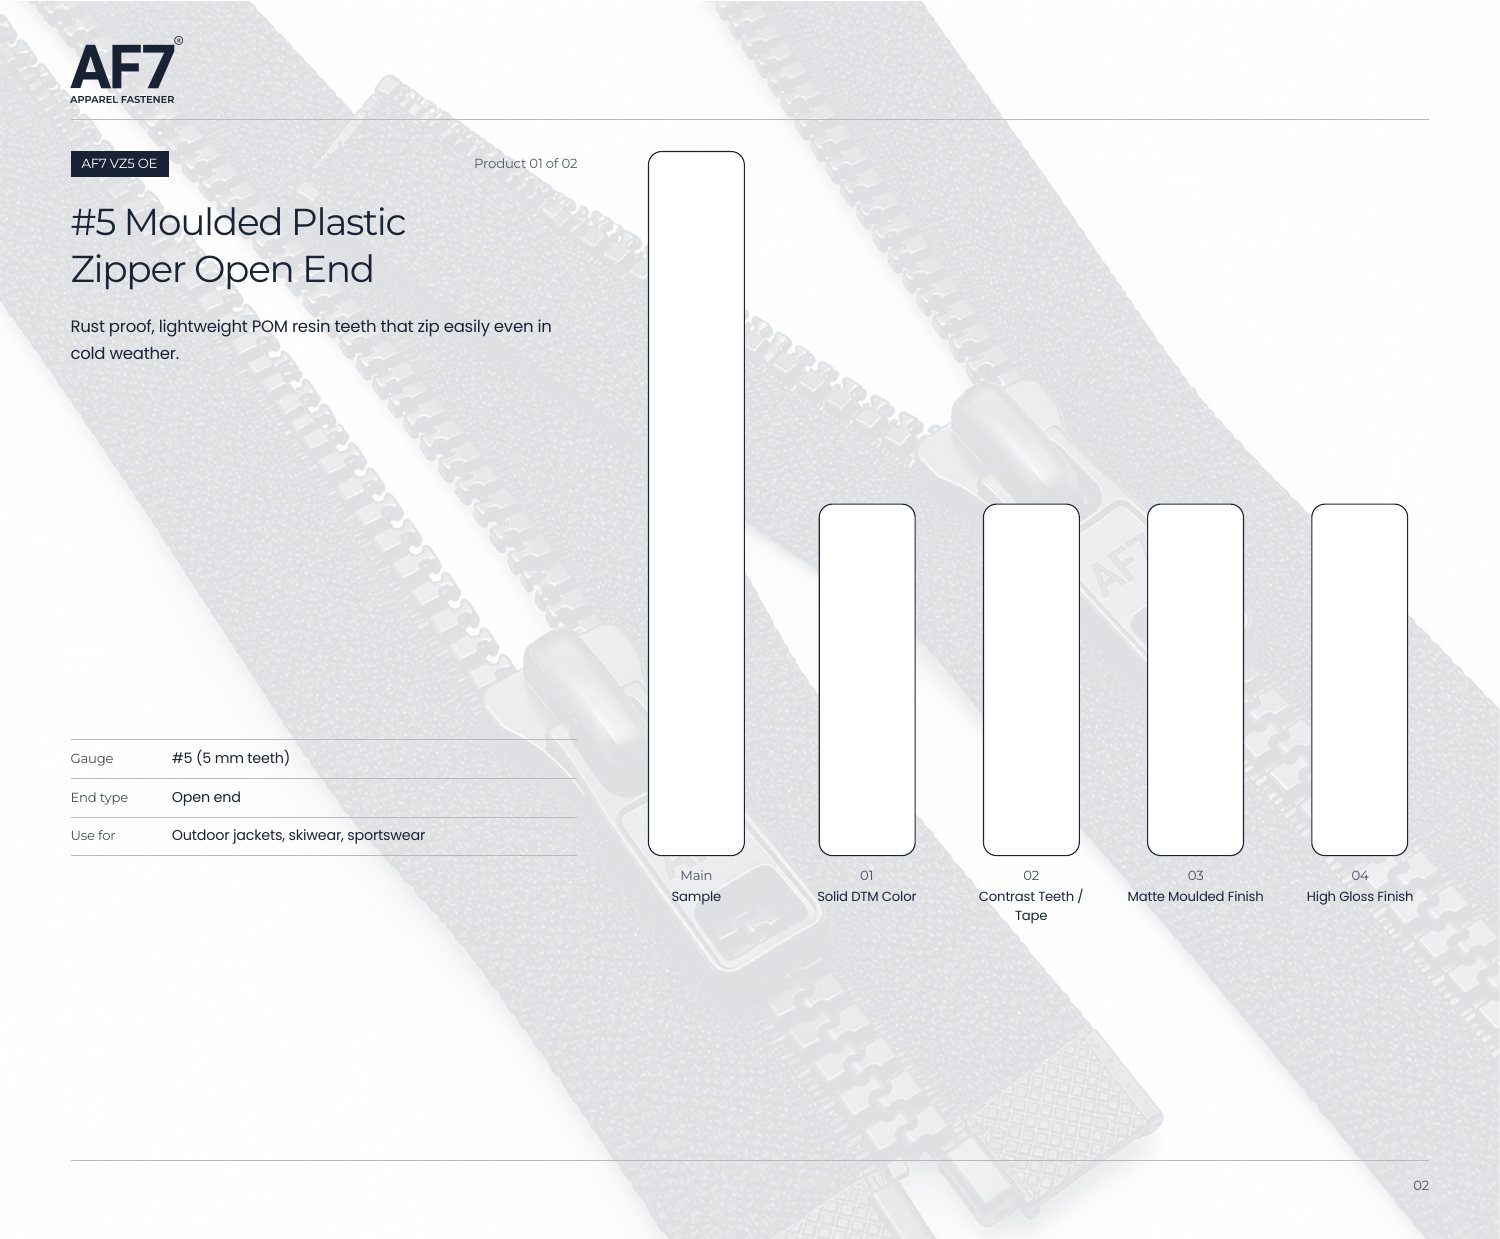 AF7®
APPAREL FASTENER
AF7 VZ5 OE
Product 01 of 02
#5 Moulded Plastic
Zipper Open End
Rust proof, lightweight POM resin teeth that zip easily even in
cold weather.
Gauge #5 (5 mm teeth)
End type Open end
Use for Outdoor jackets, skiwear, sportswear
Main
Sample
01
Solid DTM Color
02
Contrast Teeth /
Tape
03
Matte Moulded Finish
04
High Gloss Finish
AF7
02